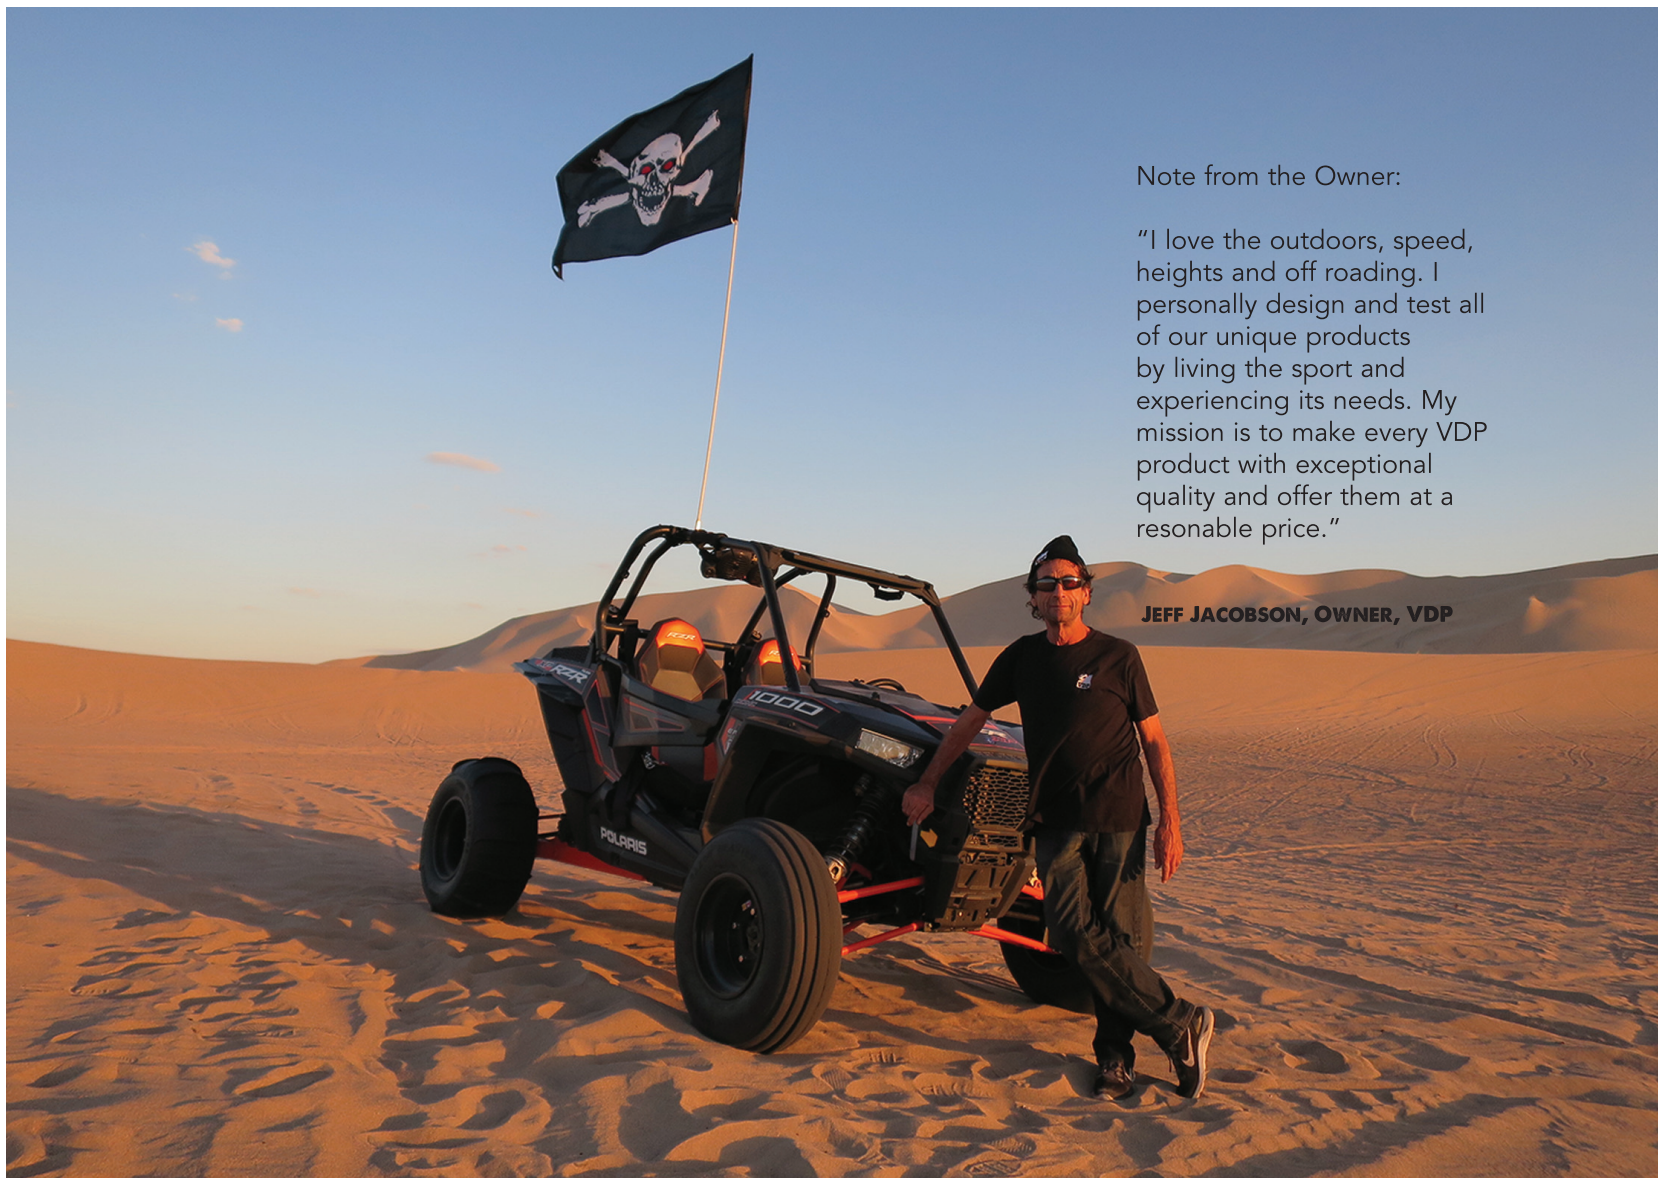 Note from the Owner:
“I love the outdoors, speed,
heights and off roading. I
personally design and test all
of our unique products
by living the sport and
experiencing its needs. My
mission is to make every VDP
product with exceptional
quality and offer them at a
resonable price.”
JEFF JACOBSON, OWNER, VDP
RZR
RZR
1000
POLARIS